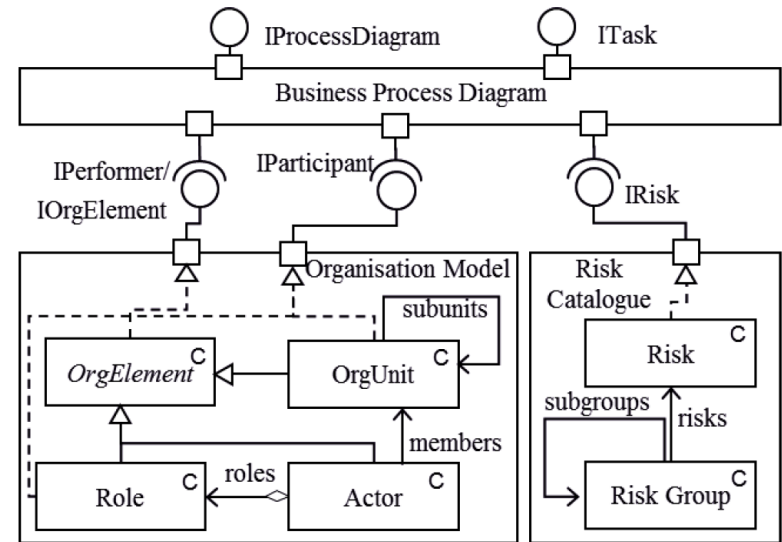 IProcessDiagram
ITask
Business Process Diagram
IPerformer/
IOrgElement
IParticipant
IRisk
Organisation Model
Risk
Catalogue
subunits
C
OrgElement
C
OrgUnit
C
Risk
subgroups
risks
members
C
Role
roles
C
Actor
C
Risk Group